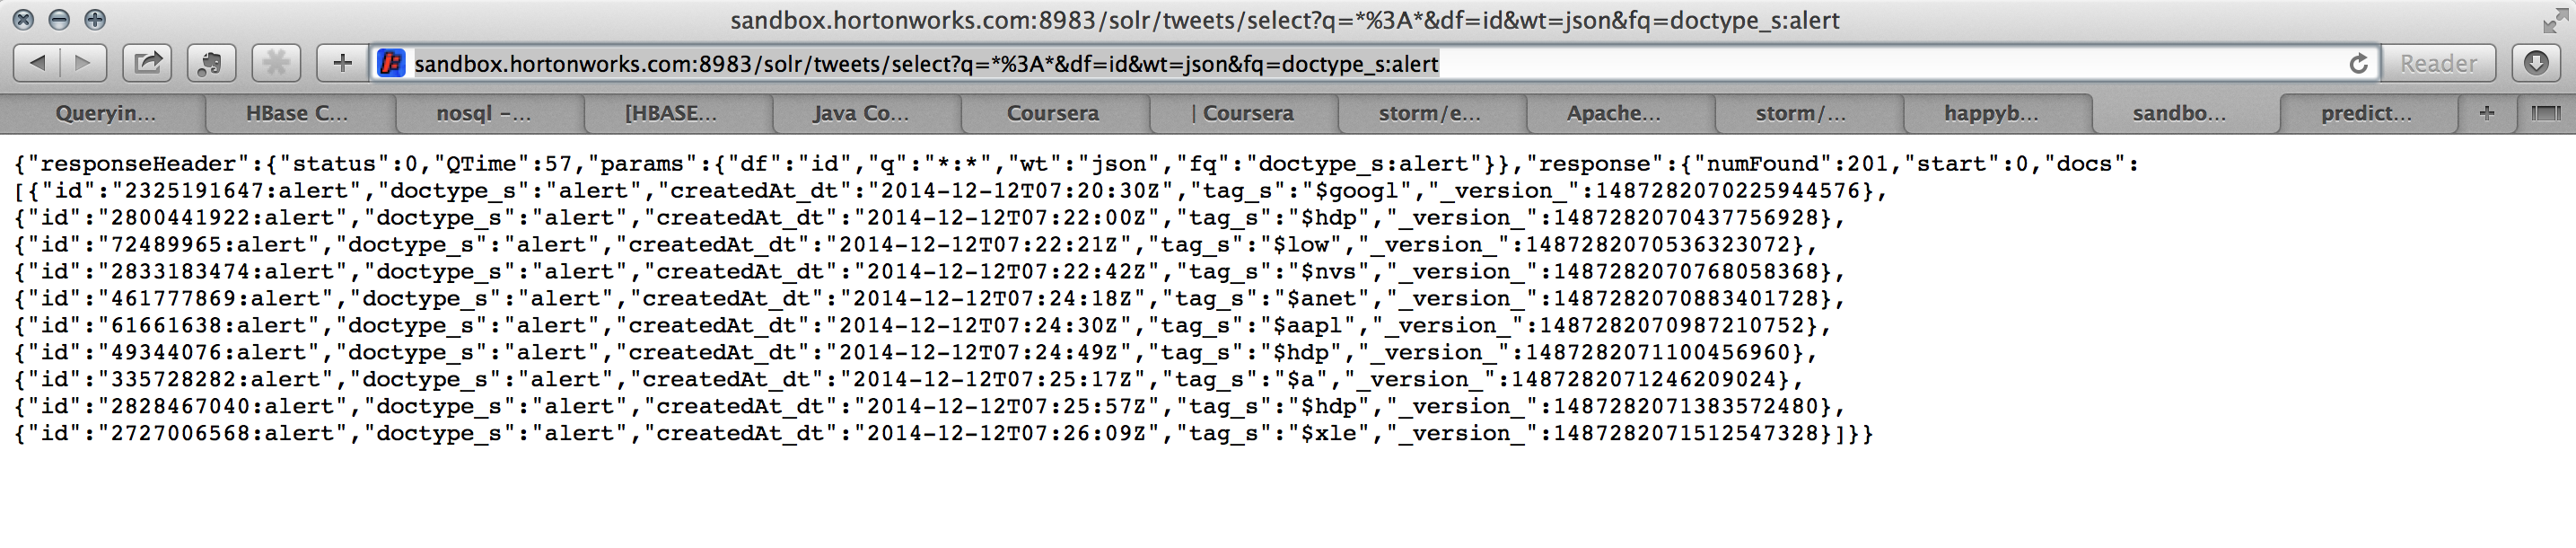 sandbox.hortonworks.com:8983/solr/tweets/select?q=*%3A*&df=id&wt=json&fq=doctype_s:alert
sandbox.hortonworks.com:8983/solr/tweets/select?q=*%3A*&df=id&wt=json&fq=doctype_s:alert Reader
Queryin... HBase C... nosql -... [HBASE... Java Co... Coursera | Coursera storm/e... Apache... storm/... happyb... sandbo... predict...
{"responseHeader":{"status":0,"QTime":57,"params":{"df":"id","q":"*:*","wt":"json","fq":"doctype_s:alert"}},"response":{"numFound":201,"start":0,"docs":
[{"id":"2325191647:alert","doctype_s":"alert","createdAt_dt":"2014-12-12T07:20:30Z","tag_s":"$googl","_version_":1487282070225944576},
{"id":"2800441922:alert","doctype_s":"alert","createdAt_dt":"2014-12-12T07:22:00Z","tag_s":"$hdp","_version_":1487282070437756928},
{"id":"72489965:alert","doctype_s":"alert","createdAt_dt":"2014-12-12T07:22:21Z","tag_s":"$low","_version_":1487282070536323072},
{"id":"2833183474:alert","doctype_s":"alert","createdAt_dt":"2014-12-12T07:22:42Z","tag_s":"$nvs","_version_":1487282070768058368},
{"id":"461777869:alert","doctype_s":"alert","createdAt_dt":"2014-12-12T07:24:18Z","tag_s":"$anet","_version_":1487282070883401728},
{"id":"61661638:alert","doctype_s":"alert","createdAt_dt":"2014-12-12T07:24:30Z","tag_s":"$aapl","_version_":1487282070987210752},
{"id":"49344076:alert","doctype_s":"alert","createdAt_dt":"2014-12-12T07:24:49Z","tag_s":"$hdp","_version_":1487282071100456960},
{"id":"335728282:alert","doctype_s":"alert","createdAt_dt":"2014-12-12T07:25:17Z","tag_s":"$a","_version_":1487282071246209024},
{"id":"2828467040:alert","doctype_s":"alert","createdAt_dt":"2014-12-12T07:25:57Z","tag_s":"$hdp","_version_":1487282071383572480},
{"id":"2727006568:alert","doctype_s":"alert","createdAt_dt":"2014-12-12T07:26:09Z","tag_s":"$xle","_version_":1487282071512547328}]}}